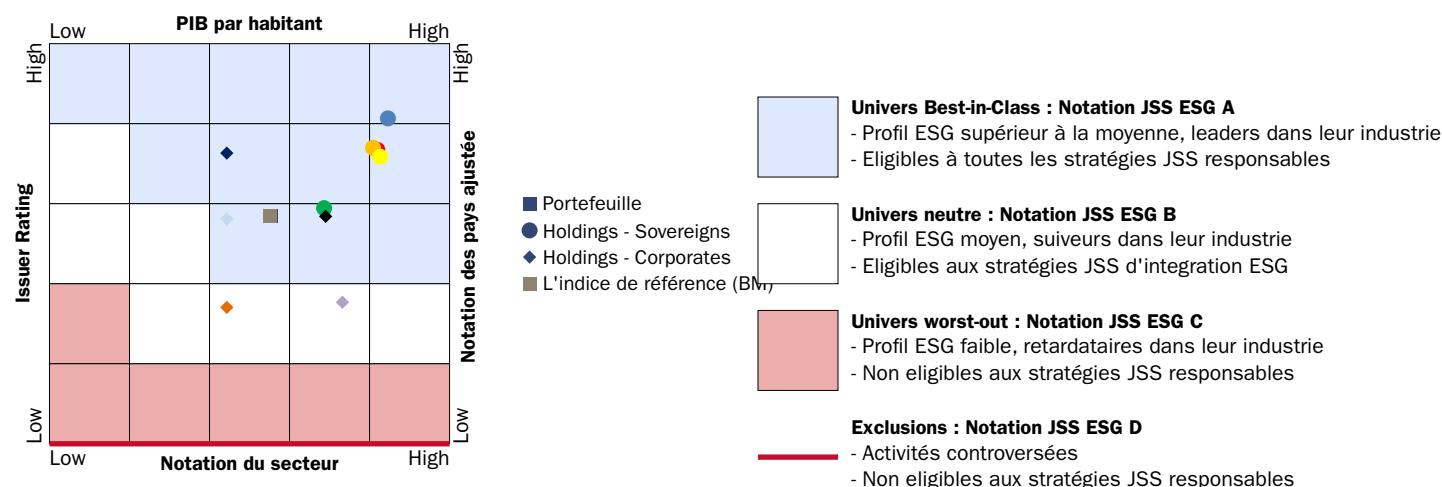 PIB par habitant
Low High
High High
Issuer Rating
Notation des pays ajustée
Low Low
Low High
Notation du secteur
Portefeuille
Holdings - Sovereigns
Holdings - Corporates
L'indice de référence (BM)
Univers Best-in-Class : Notation JSS ESG A
- Profil ESG supérieur à la moyenne, leaders dans leur industrie
- Eligibles à toutes les stratégies JSS responsables
Univers neutre : Notation JSS ESG B
- Profil ESG moyen, suiveurs dans leur industrie
- Eligibles aux stratégies JSS d'integration ESG
Univers worst-out : Notation JSS ESG C
- Profil ESG faible, retardataires dans leur industrie
- Non eligibles aux stratégies JSS responsables
Exclusions : Notation JSS ESG D
- Activités controversées
- Non eligibles aux stratégies JSS responsables